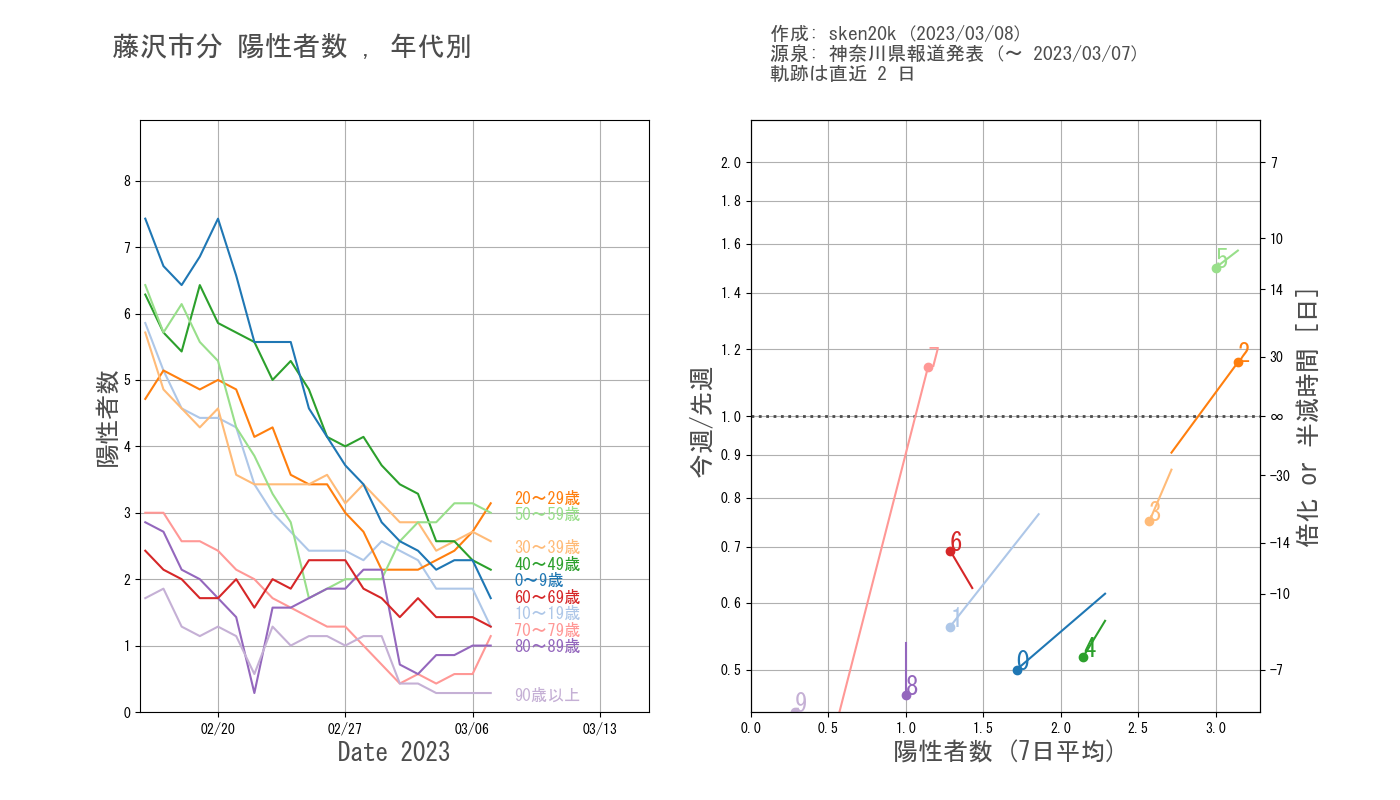 藤沢市分 陽性者数 , 年代別
作成: sken20k (2023/03/08)
源泉: 神奈川県報道発表 (〜 2023/03/07)
軌跡は直近 2 日
陽性者数
8
7
6
5
4
3
2
1
0
02/20
02/27
03/06
03/13
Date 2023
20〜29歳
50〜59歳
30〜39歳
40〜49歳
0〜9歳
60〜69歳
10〜19歳
70〜79歳
80〜89歳
90歳以上
今週/先週
2.0
1.8
1.6
1.4
1.2
1.0
0.9
0.8
0.7
0.6
0.5
0.0
0.5
1.0
1.5
2.0
2.5
3.0
陽性者数 (7日平均)
5
2
7
3
6
1
0
4
8
9
7
10
14
30
∞
-30
-14
-10
-7
倍化 or 半減時間 [日]